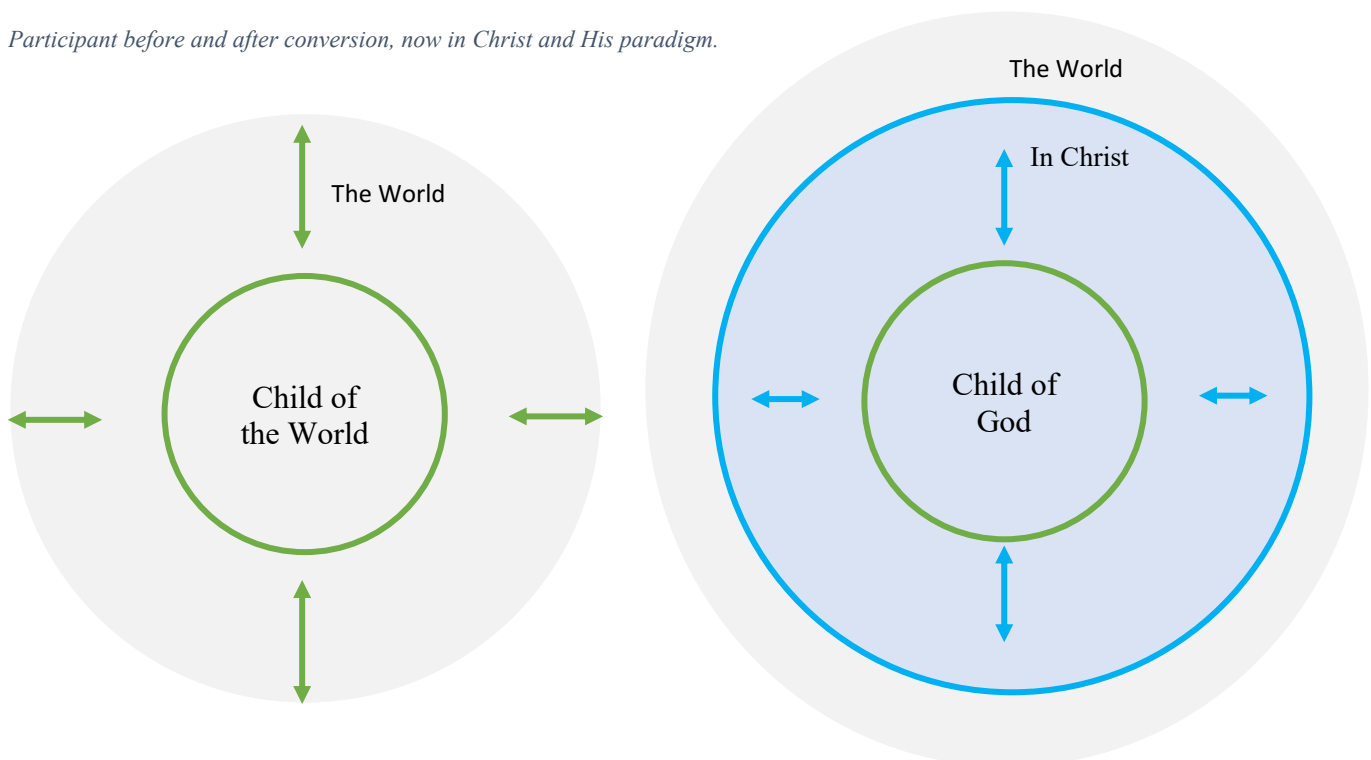 Participant before and after conversion, now in Christ and His paradigm.
The World
Child of
the World
The World
In Christ
Child of
God